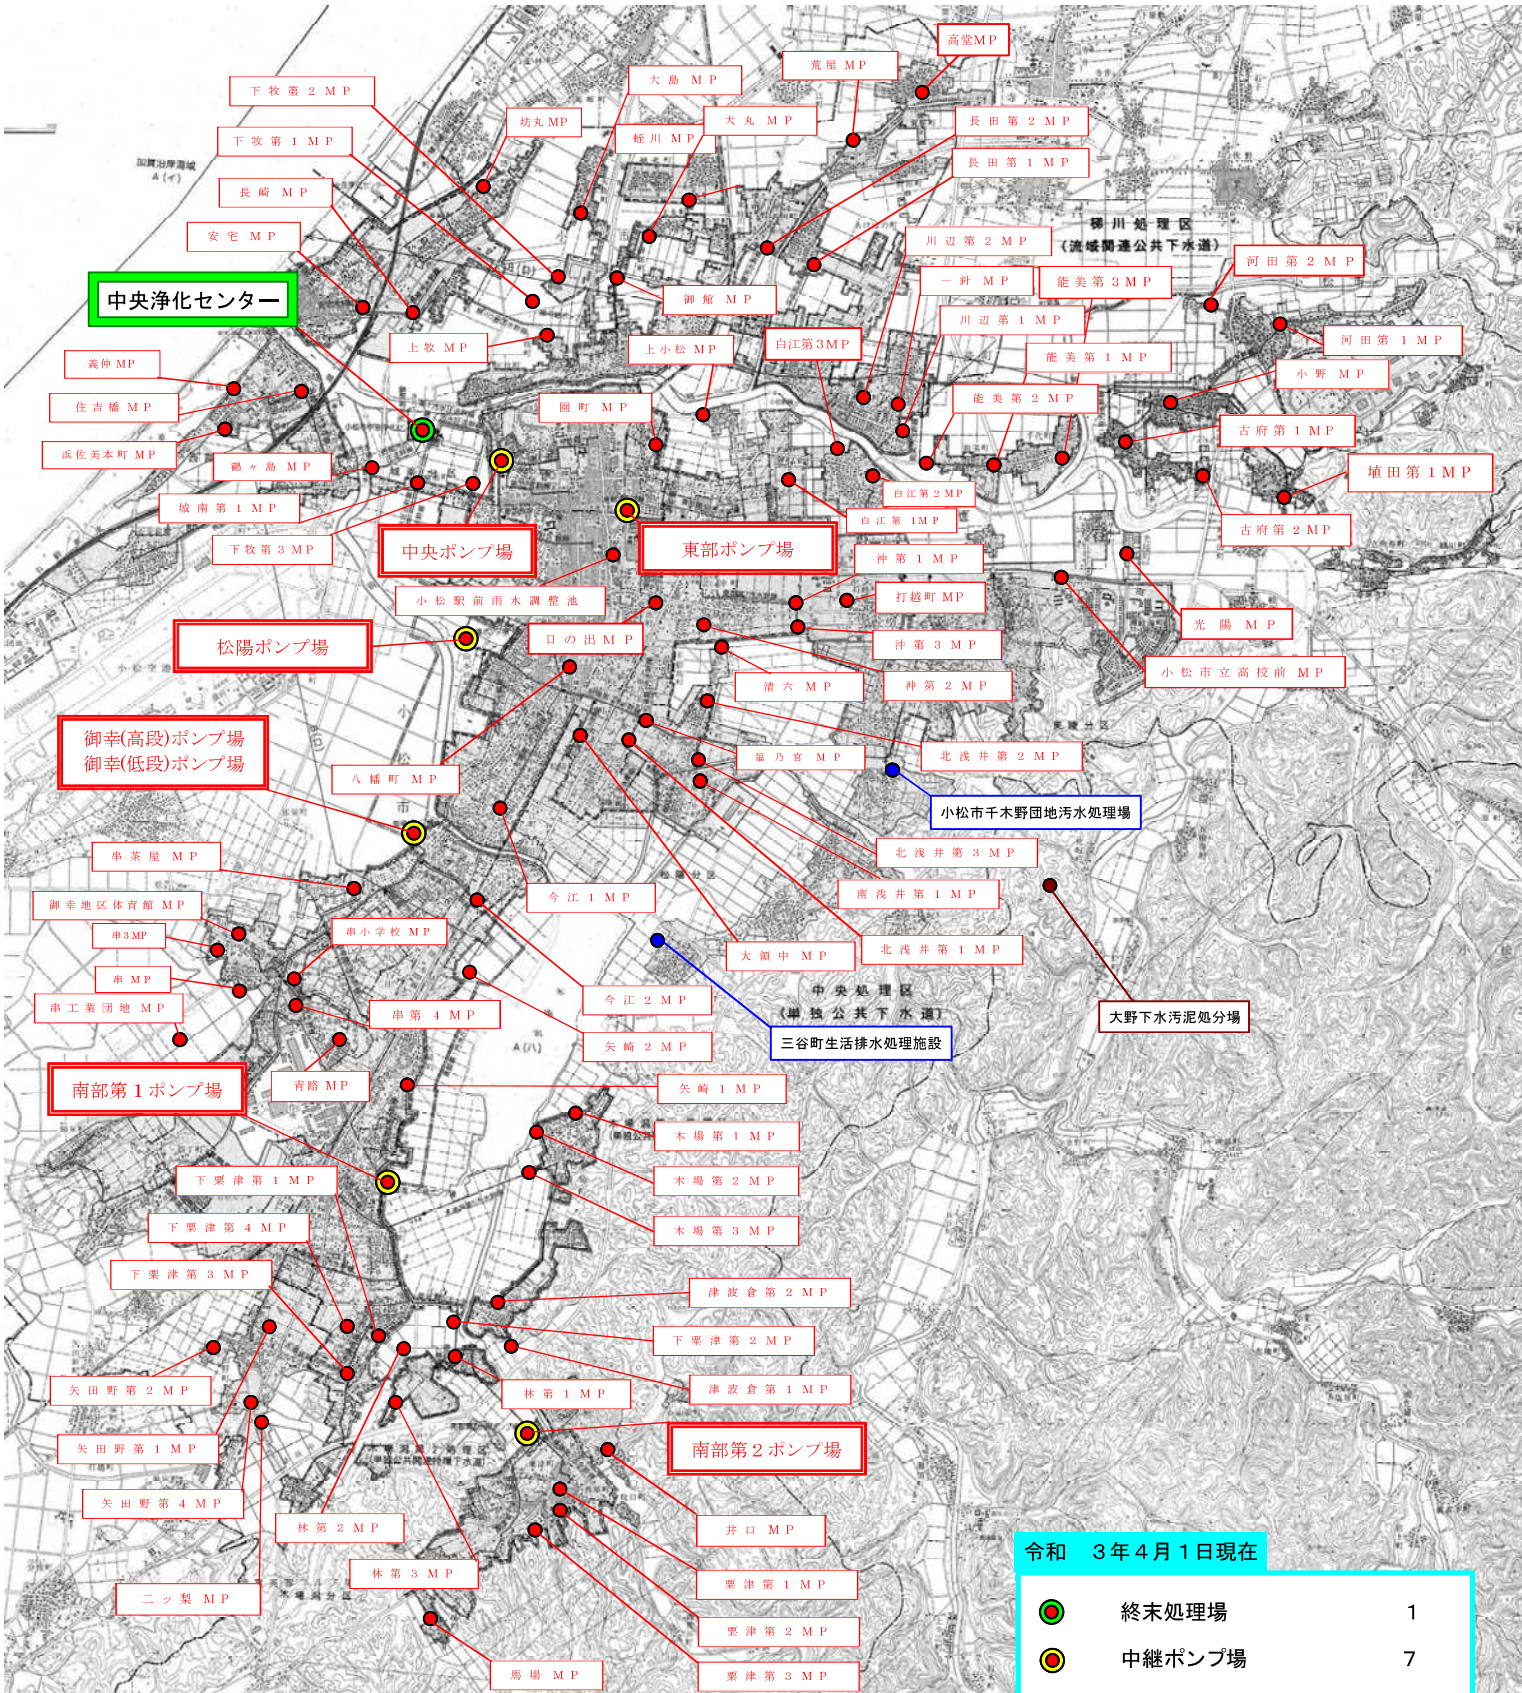 高堂MP
荒屋 MP
大島 MP
下牧第2MP
坊丸MP
蛭川 MP
犬丸 MP
長田第2MP
下牧第1MP
長田第1MP
加賀沿岸海域
A(イ)
長崎 MP
梯川処理区
(流域関連公共下水道)
安宅 MP
川辺第2MP
河田第2MP
一針 MP
能美第3MP
中央浄化センター
御館 MP
川辺第1MP
河田第1MP
上牧 MP
上小松 MP
白江第3MP
能美第1MP
義仲MP
小野 MP
住吉橋MP
園町 MP
能美第2MP
古府第1MP
浜佐美本町MP
鶴ヶ島 MP
埴田第1MP
白江第2MP
城南第1MP
白江第1MP
古府第2MP
下牧第3MP
中央ポンプ場
東部ポンプ場
沖第1MP
小松駅前雨水調整池
打越町MP
松陽ポンプ場
日の出MP
沖第3MP
光陽 MP
清六 MP
沖第2MP
小松市立高校前 MP
東陵分区
御幸(高段)ポンプ場
御幸(低段)ポンプ場
八幡町MP
福乃宮 MP
北浅井第2MP
小松市千木野団地汚水処理場
串茶屋MP
北浅井第3MP
松陽分区
今江1MP
南浅井第1MP
御幸地区体育館MP
串3MP
串小学校 MP
大領中 MP
北浅井第1MP
串 MP
今江2MP
中央処理区
(単独公共下水道)
串工業団地 MP
串第4MP
大野下水汚泥処分場
矢崎2MP
三谷町生活排水処理施設
A(ハ)
南部第1ポンプ場
青路MP
矢崎1MP
木場第1MP
下粟津第1MP
木場第2MP
下粟津第4MP
木場第3MP
下粟津第3MP
津波倉第2MP
下粟津第2MP
矢田野第2MP
林第1MP
津波倉第1MP
矢田野第1MP
南部第2ポンプ場
矢田野第4MP
林第2MP
井口 MP
令和 3年4月1日現在
林第3MP
粟津第1MP
二ッ梨 MP
終末処理場 1
粟津第2MP
中継ポンプ場 7
馬場 MP
粟津第3MP